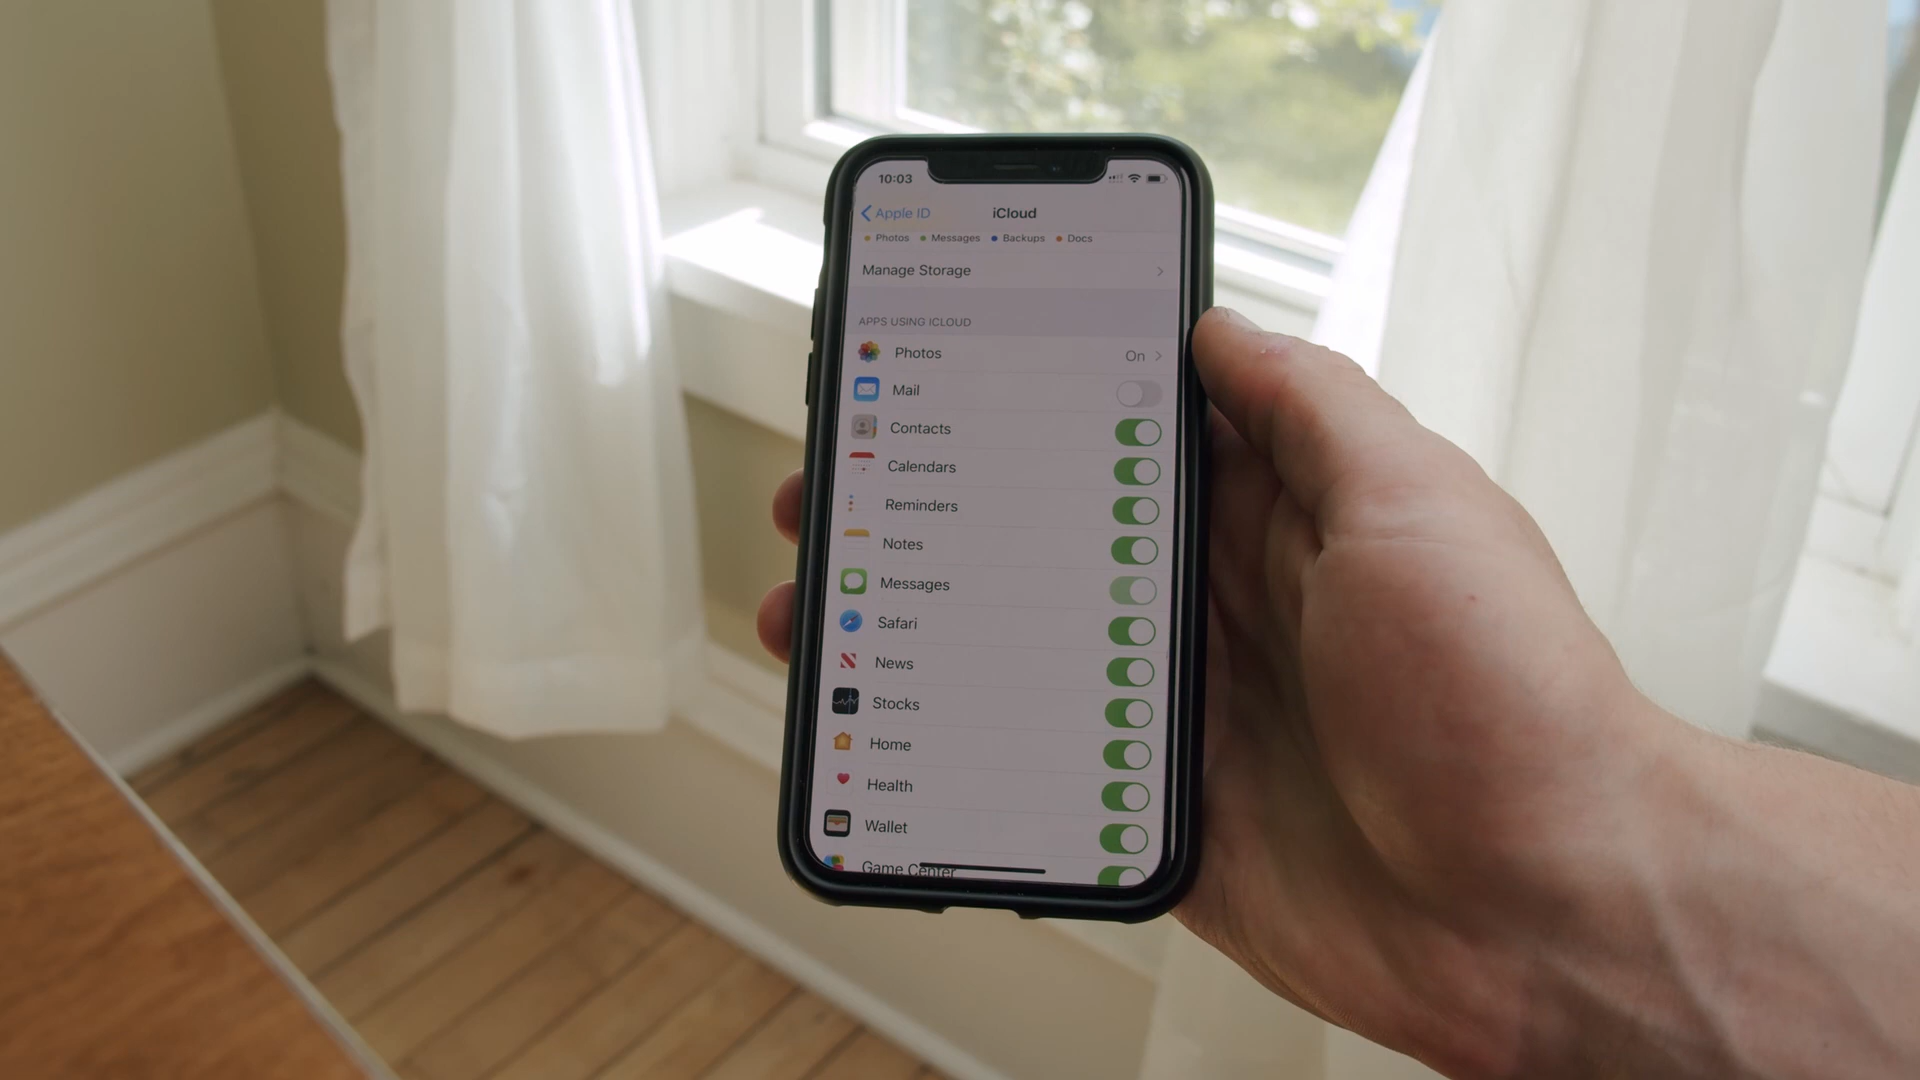 10:03
Apple ID iCloud
Photos Messages Backups Docs
Manage Storage
APPS USING ICLOUD
Photos On
Mail
Contacts
Calendars
Reminders
Notes
Messages
Safari
News
Stocks
Home
Health
Wallet
Game Center